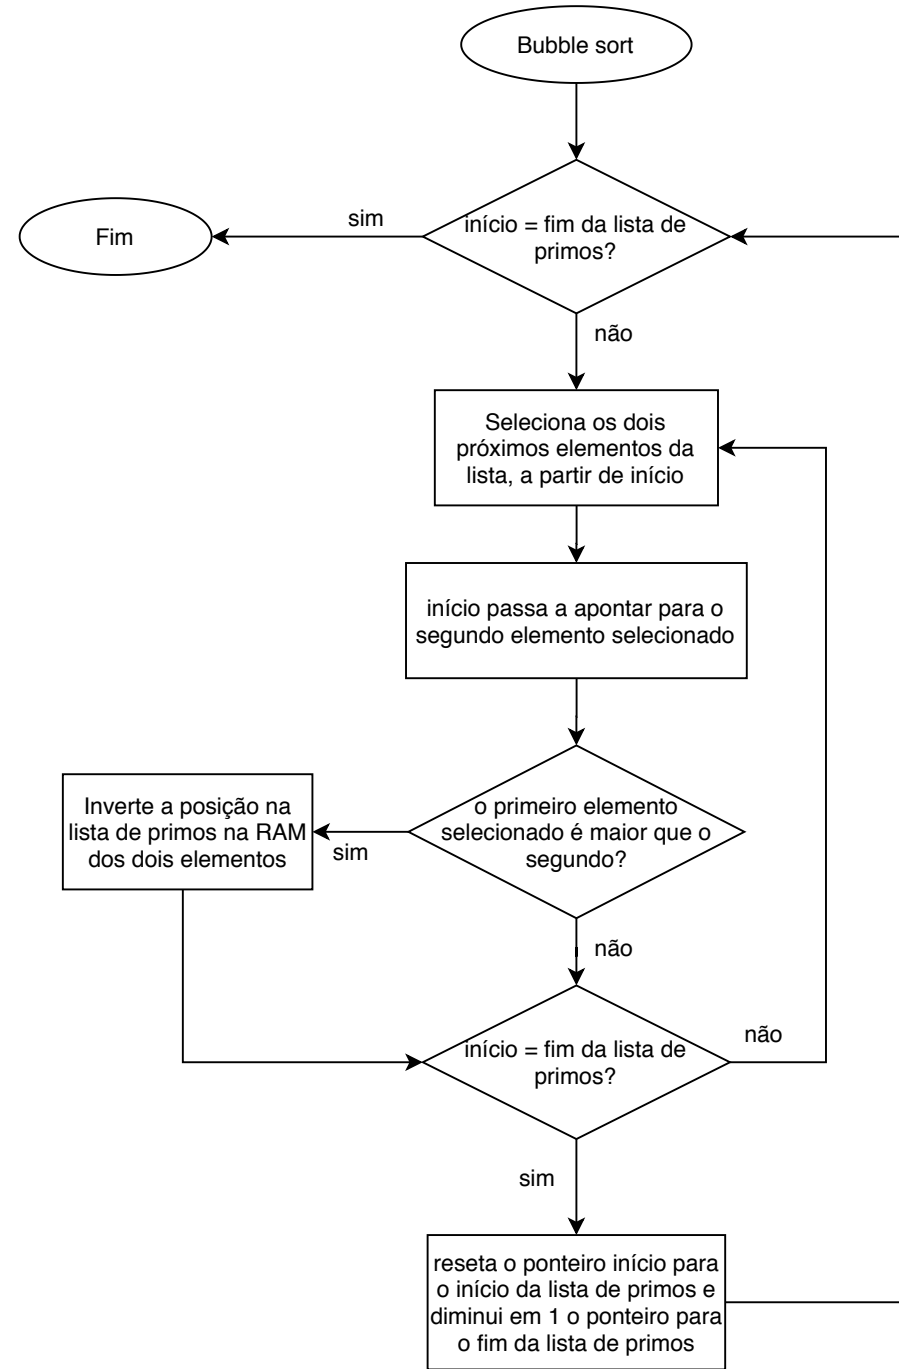 Bubble sort
início = fim da lista de
primos?
sim
Fim
não
Seleciona os dois
próximos elementos da
lista, a partir de início
início passa a apontar para o
segundo elemento selecionado
o primeiro elemento
selecionado é maior que o
segundo?
sim
Inverte a posição na
lista de primos na RAM
dos dois elementos
não
início = fim da lista de
primos?
não
sim
reseta o ponteiro início para
o início da lista de primos e
diminui em 1 o ponteiro para
o fim da lista de primos